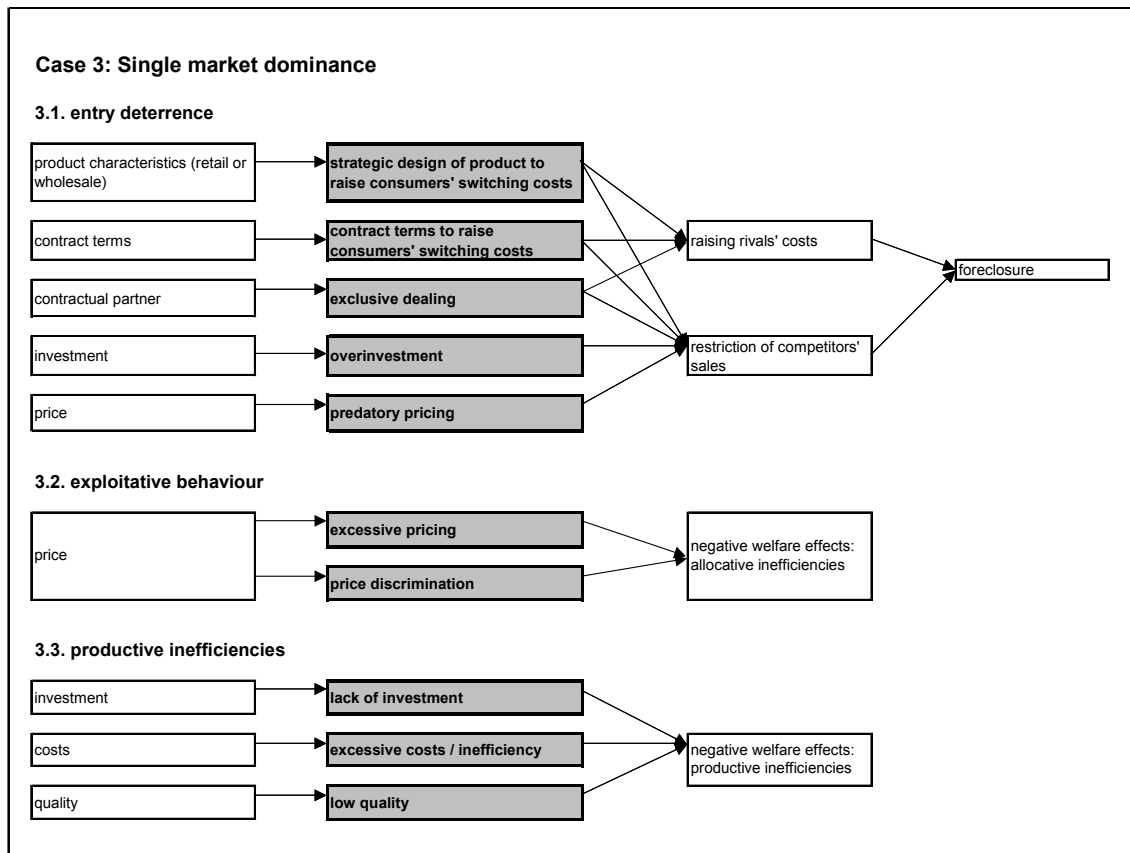 Case 3: Single market dominance
3.1. entry deterrence
product characteristics (retail or
wholesale)
strategic design of product to
raise consumers' switching costs
contract terms
contract terms to raise
consumers' switching costs
raising rivals' costs
foreclosure
contractual partner
exclusive dealing
investment
overinvestment
restriction of competitors'
sales
price
predatory pricing
3.2. exploitative behaviour
price
excessive pricing
price discrimination
negative welfare effects:
allocative inefficiencies
3.3. productive inefficiencies
investment
lack of investment
costs
excessive costs / inefficiency
negative welfare effects:
productive inefficiencies
quality
low quality